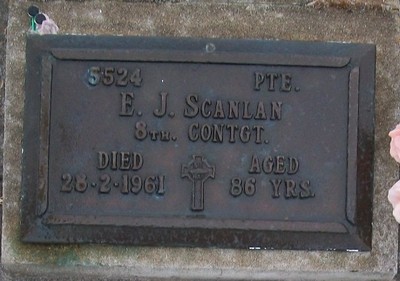 5524 PTE.
E. J. SCANLAN
8TH. CONTGT.
DIED AGED
28-2-1961 86 YRS.